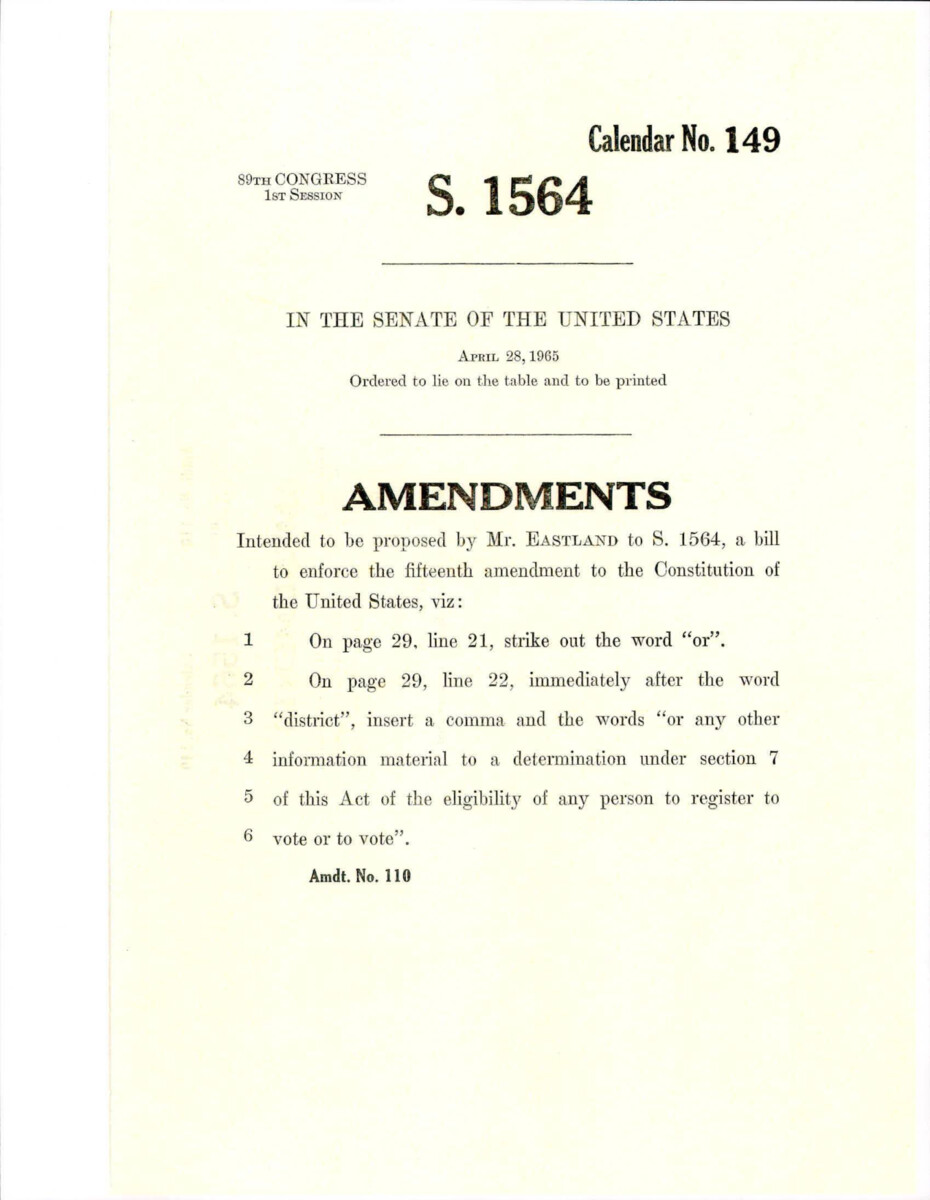 Calendar No. 149
89TH CONGRESS
1ST SESSION
S. 1564
IN THE SENATE OF THE UNITED STATES
APRIL 28, 1965
Ordered to lie on the table and to be printed
AMENDMENTS
Intended to be proposed by Mr. EASTLAND to S. 1564, a bill
to enforce the fifteenth amendment to the Constitution of
the United States, viz:
1 On page 29, line 21, strike out the word “or”.
2 On page 29, line 22, immediately after the word
3 “district”, insert a comma and the words “or any other
4 information material to a determination under section 7
5 of this Act of the eligibility of any person to register to
6 vote or to vote”.
Amdt. No. 110